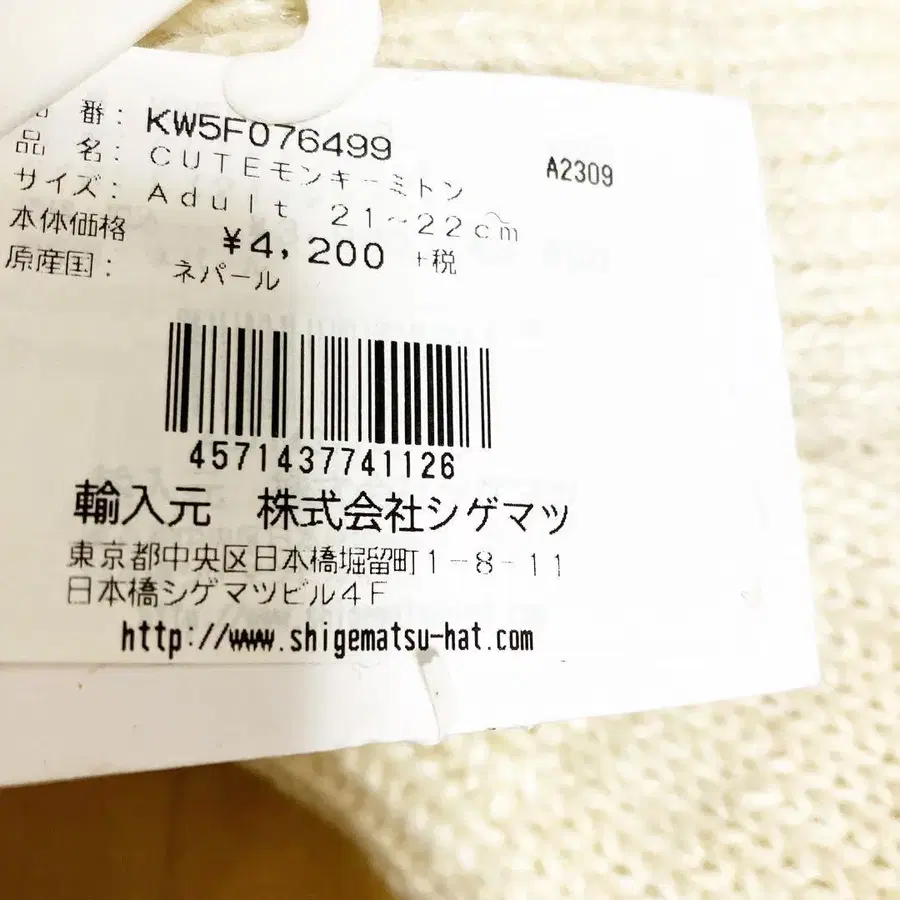 品 番: KW5F076499
A2309
品 名: CUTEモンキーミトン
サイズ: Adult 21~22cm
本体価格 ¥4,200 +税
原産国: ネパール
4571437741126
輸入元 株式会社シゲマツ
東京都中央区日本橋堀留町1-8-11
日本橋シゲマツビル4F
http://www.shigematsu-hat.com